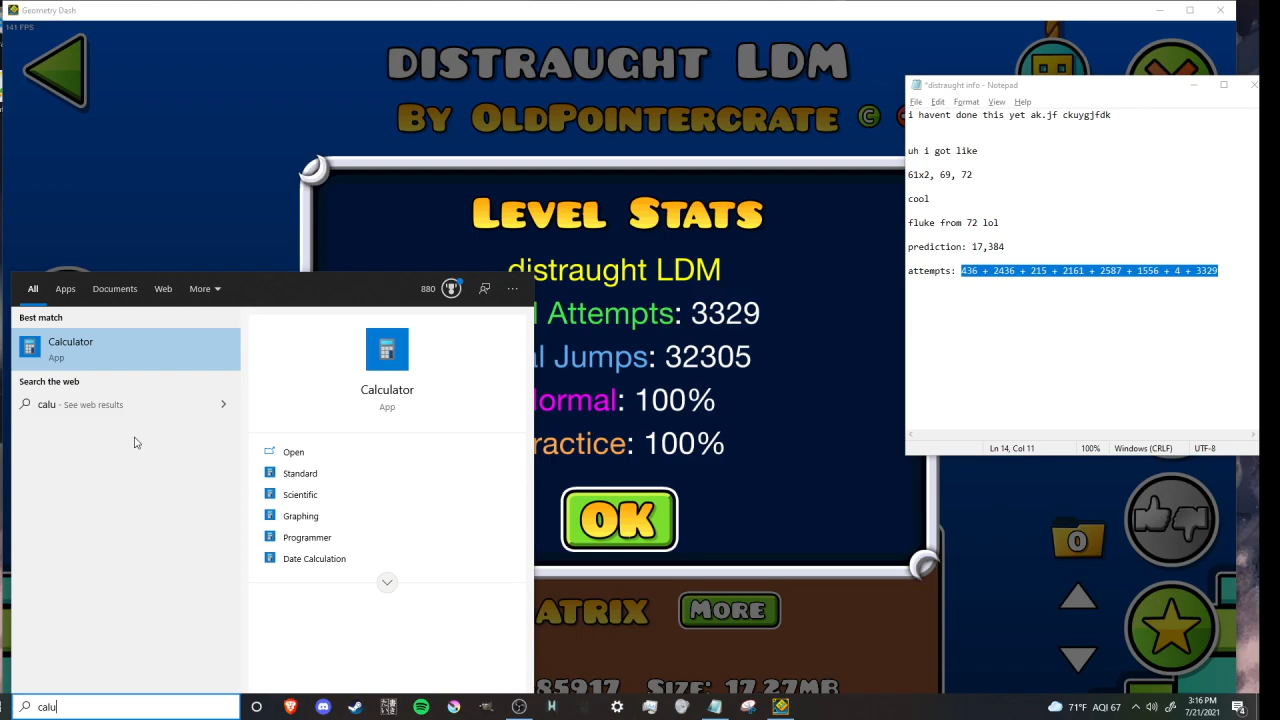 Geometry Dash
141 FPS
DISTRAUGHT LDM
BY OLDPOINTERCRATE
LEVEL STATS
distraught LDM
Attempts: 3329
al Jumps: 32305
ormal: 100%
ractice: 100%
OK
MORE
85917 SIZE: 17.27MB
0
*distraught info - Notepad
File Edit Format View Help
i havent done this yet ak.jf ckuygjfdk
uh i got like
61x2, 69, 72
cool
fluke from 72 lol
prediction: 17,384
attempts: 436 + 2436 + 215 + 2161 + 2587 + 1556 + 4 + 3329
Ln 14, Col 11 100% Windows (CRLF) UTF-8
All Apps Documents Web More 880
Best match
Calculator
App
Search the web
calu - See web results
Calculator
App
Open
Standard
Scientific
Graphing
Programmer
Date Calculation
calu
71°F AQI 67
3:16 PM
7/21/2021
4